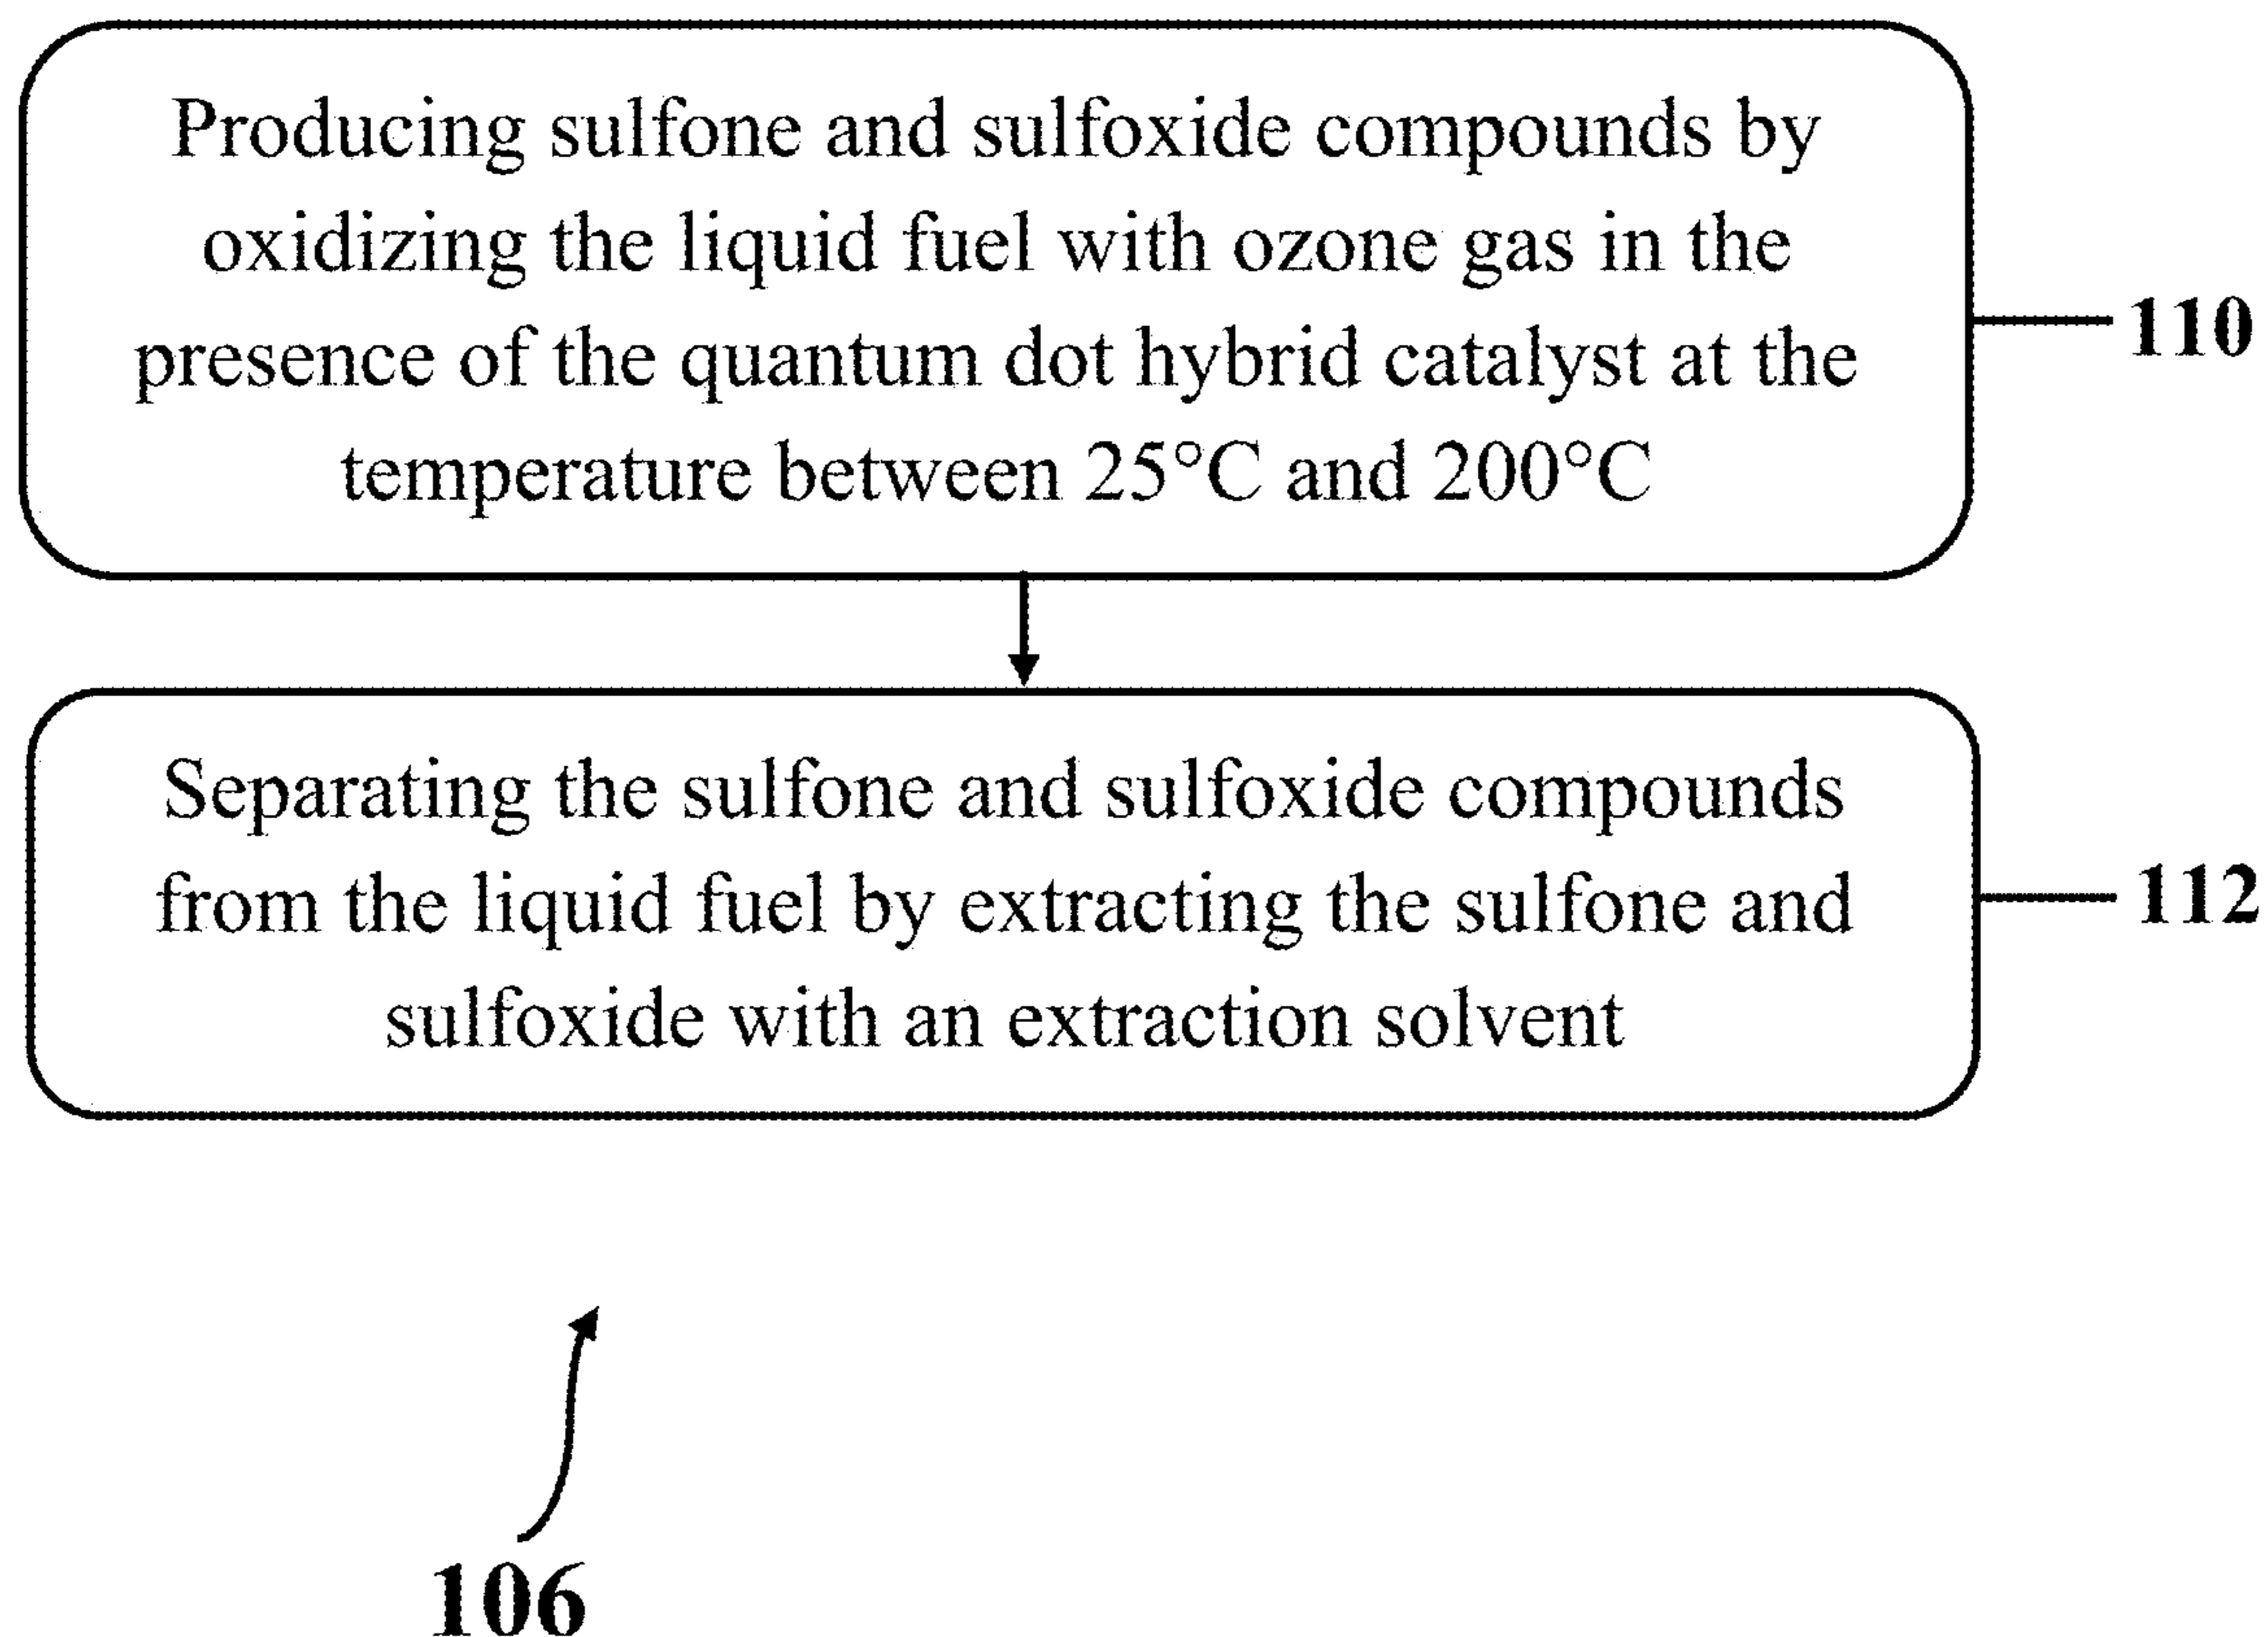 Producing sulfone and sulfoxide compounds by
oxidizing the liquid fuel with ozone gas in the
presence of the quantum dot hybrid catalyst at the
temperature between 25°C and 200°C
110
Separating the sulfone and sulfoxide compounds
from the liquid fuel by extracting the sulfone and
sulfoxide with an extraction solvent
112
106